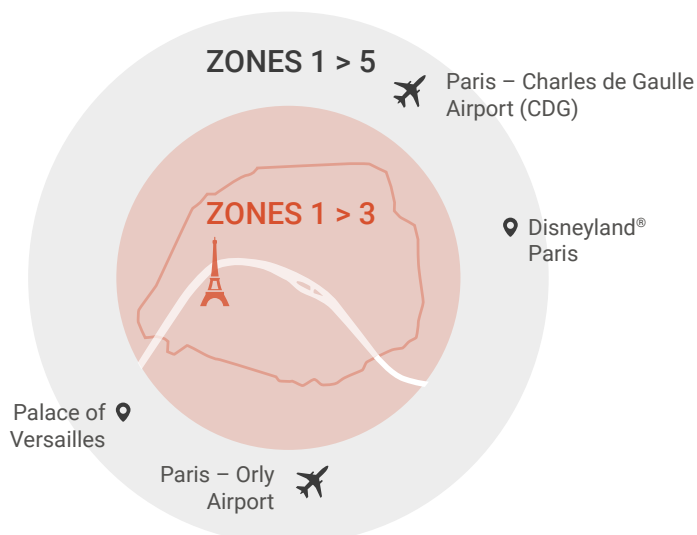 ZONES 1 > 5
Paris – Charles de Gaulle
Airport (CDG)
ZONES 1 > 3
Disneyland®
Paris
Palace of
Versailles
Paris – Orly
Airport